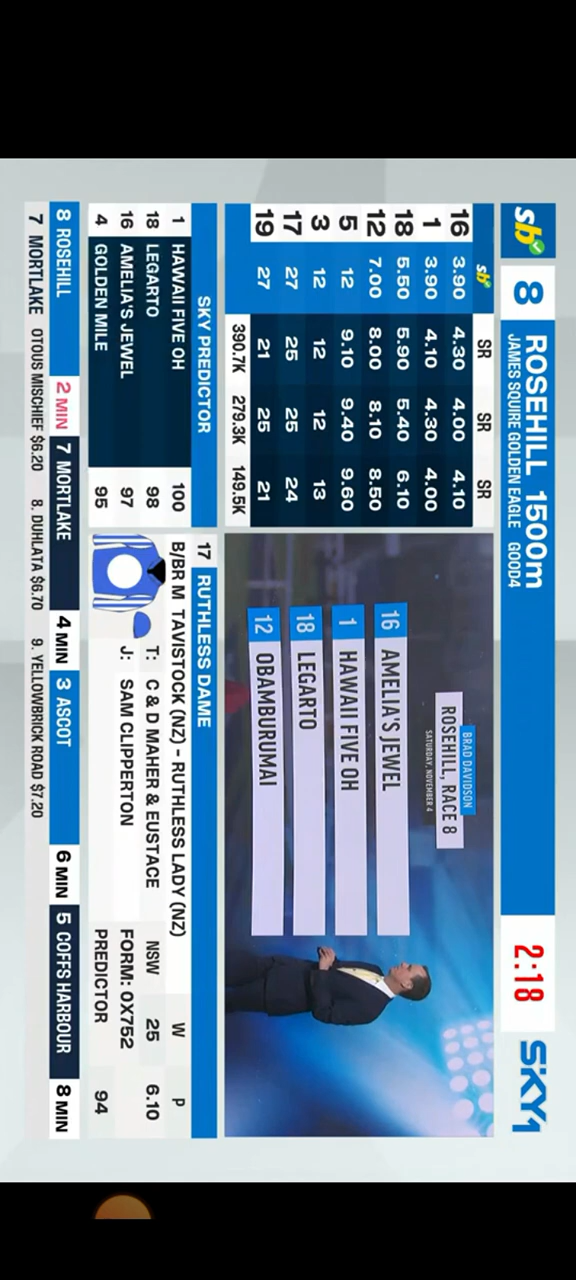 sb 8 ROSEHILL 1500m 2:18 SKY1
JAMES SQUIRE GOLDEN EAGLE GOOD4
sb SR SR SR
16 3.90 4.30 4.00 4.10
1 3.90 4.10 4.30 4.00
18 5.50 5.90 5.40 6.10
12 7.00 8.00 8.10 8.50
5 12 9.10 9.40 9.60
3 12 12 12 13
17 27 25 25 24
19 27 21 25 21
390.7K 279.3K 149.5K
BRAD DAVIDSON
ROSEHILL, RACE 8
SATURDAY, NOVEMBER 4
16 AMELIA'S JEWEL
1 HAWAII FIVE OH
18 LEGARTO
12 OBAMBURUMAI
SKY PREDICTOR
1 HAWAII FIVE OH 100
18 LEGARTO 98
16 AMELIA'S JEWEL 97
4 GOLDEN MILE 95
17 RUTHLESS DAME
B/BR M TAVISTOCK (NZ) - RUTHLESS LADY (NZ) W P
T: C & D MAHER & EUSTACE NSW 25 6.10
J: SAM CLIPPERTON FORM: 0X752
PREDICTOR 94
8 ROSEHILL 2 MIN 7 MORTLAKE 4 MIN 3 ASCOT 6 MIN 5 COFFS HARBOUR 8 MIN
7 MORTLAKE OTOUS MISCHIEF $6.20 8. DUHLATA $6.70 9. YELLOWBRICK ROAD $7.20